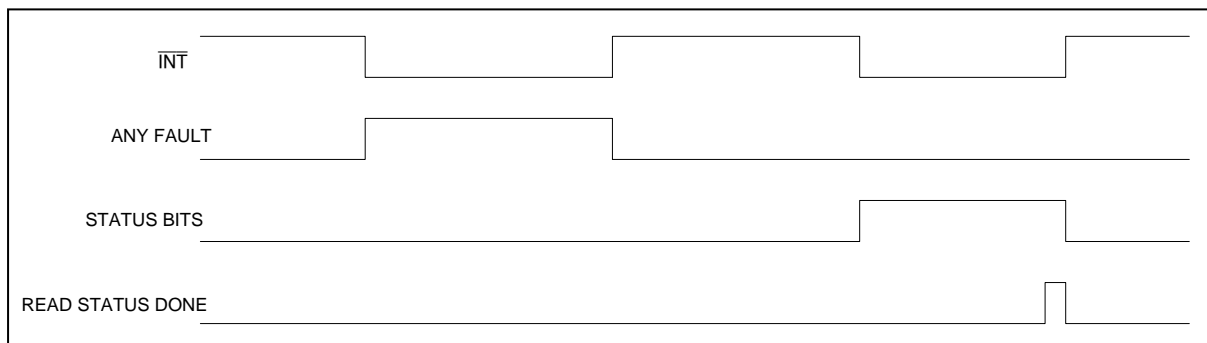 INT
ANY FAULT
STATUS BITS
READ STATUS DONE